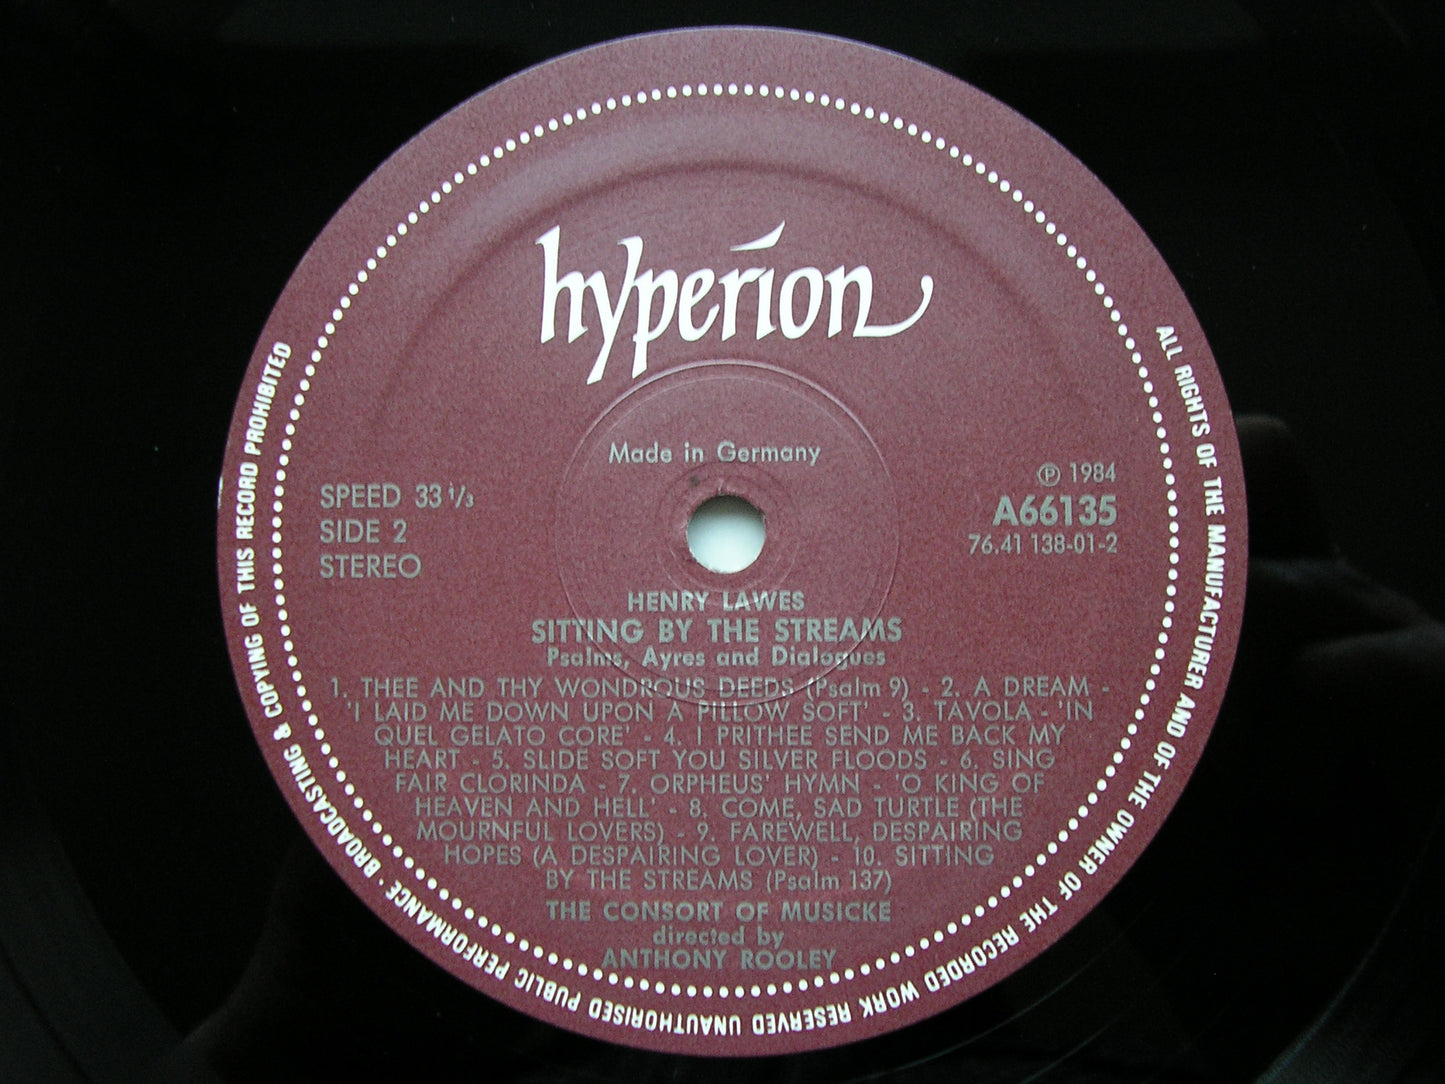 hyperion
Made in Germany
SPEED 33 1/3
SIDE 2
STEREO
℗ 1984
A66135
76.41 138-01-2
HENRY LAWES
SITTING BY THE STREAMS
Psalms, Ayres and Dialogues
1. THEE AND THY WONDROUS DEEDS (Psalm 9) - 2. A DREAM -
'I LAID ME DOWN UPON A PILLOW SOFT' - 3. TAVOLA - 'IN
QUEL GELATO CORE' - 4. I PRITHEE SEND ME BACK MY
HEART - 5. SLIDE SOFT YOU SILVER FLOODS - 6. SING
FAIR CLORINDA - 7. ORPHEUS' HYMN - 'O KING OF
HEAVEN AND HELL' - 8. COME, SAD TURTLE (THE
MOURNFUL LOVERS) - 9. FAREWELL, DESPAIRING
HOPES (A DESPAIRING LOVER) - 10. SITTING
BY THE STREAMS (Psalm 137)
THE CONSORT OF MUSICKE
directed by
ANTHONY ROOLEY
ALL RIGHTS OF THE MANUFACTURER AND OF THE OWNER OF THE RECORDED WORK RESERVED UNAUTHORISED PUBLIC PERFORMANCE · BROADCASTING & COPYING OF THIS RECORD PROHIBITED